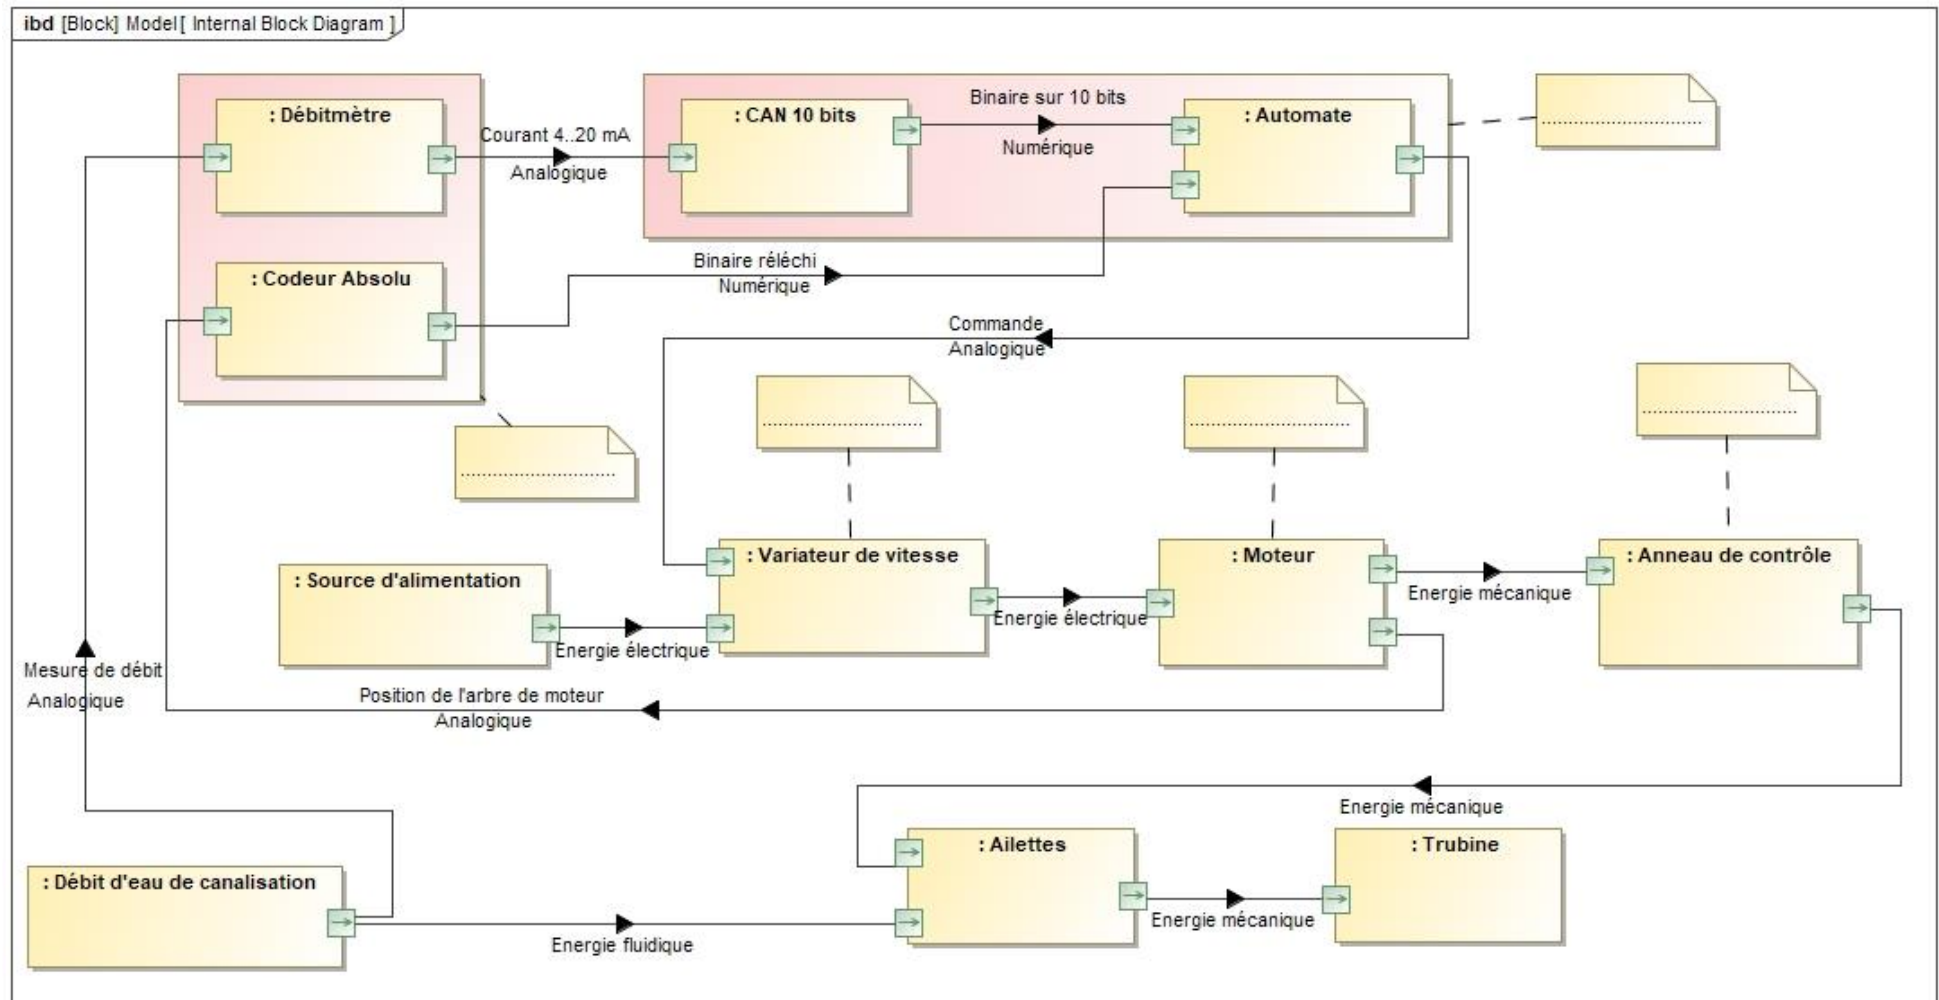 ibd [Block] Model[ Internal Block Diagram ]
: Débitmètre
Courant 4..20 mA
Analogique
: CAN 10 bits
Binaire sur 10 bits
Numérique
: Automate
....................................
: Codeur Absolu
Binaire réléchi
Numérique
Commande
Analogique
....................................
....................................
....................................
....................................
: Source d'alimentation
Energie électrique
: Variateur de vitesse
Energie électrique
: Moteur
Energie mécanique
: Anneau de contrôle
Mesure de débit
Analogique
Position de l'arbre de moteur
Analogique
Energie mécanique
: Débit d'eau de canalisation
Energie fluidique
: Ailettes
Energie mécanique
: Trubine